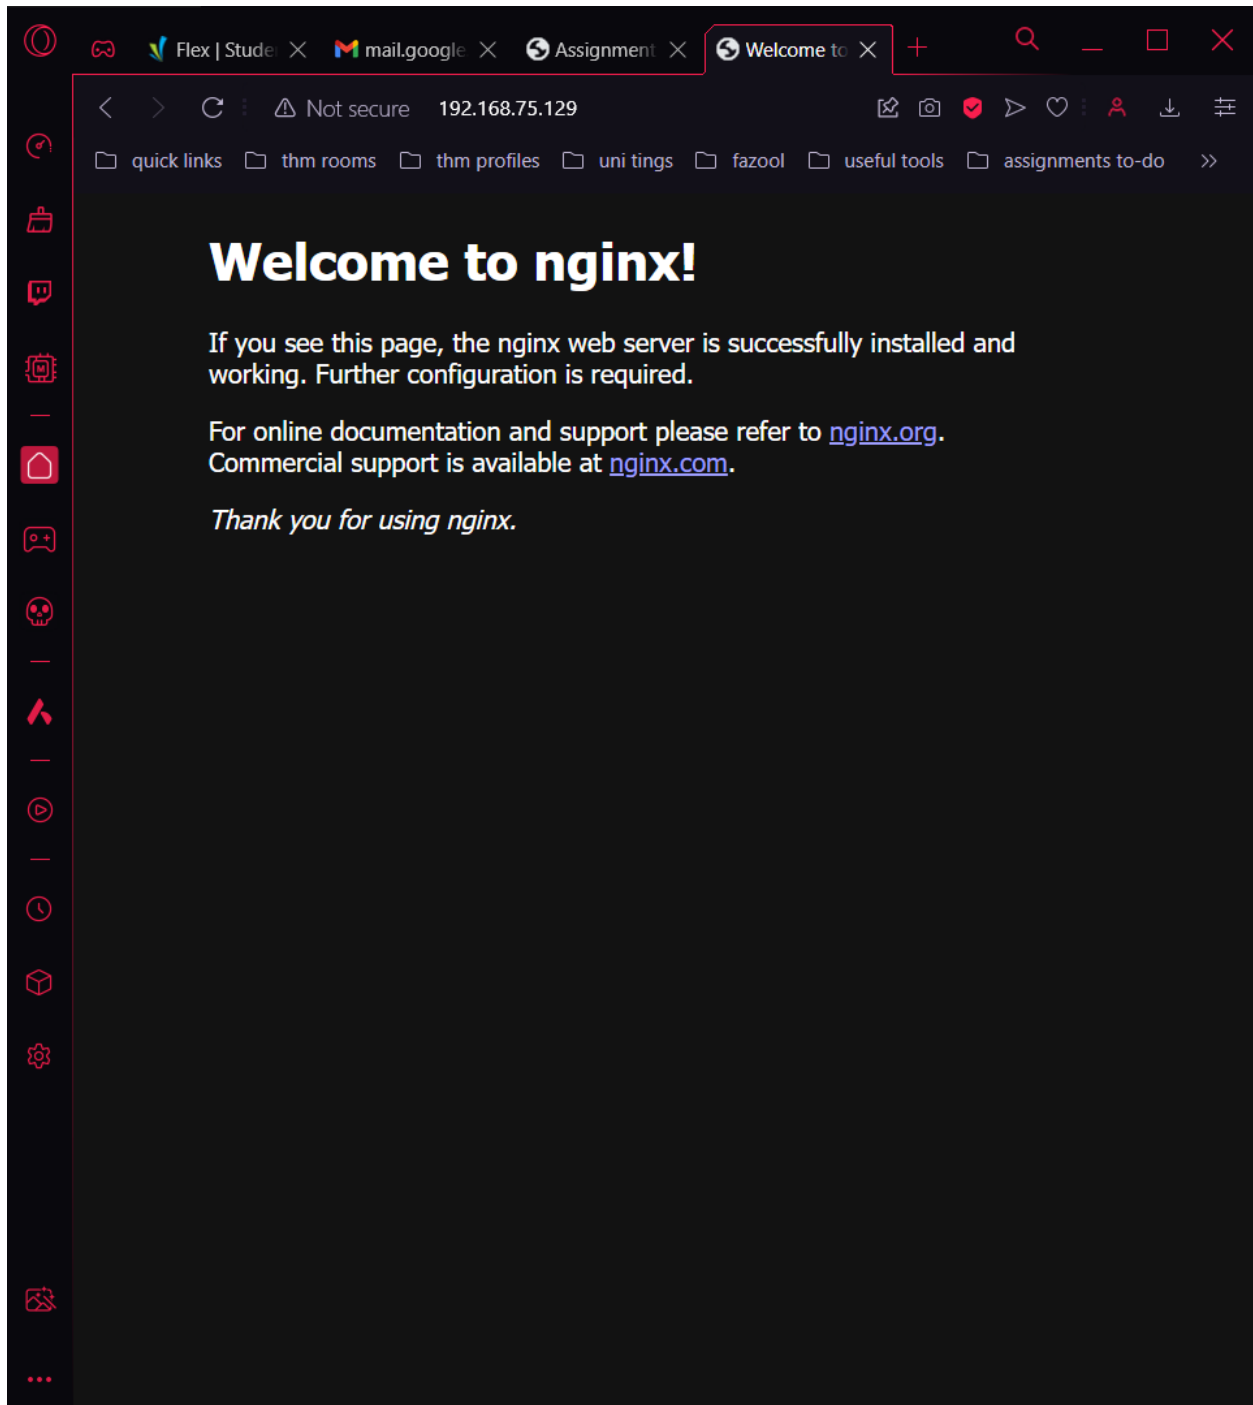 Flex | Stude
mail.google
Assignment
Welcome to
Not secure 192.168.75.129
quick links thm rooms thm profiles uni tings fazool useful tools assignments to-do
Welcome to nginx!
If you see this page, the nginx web server is successfully installed and
working. Further configuration is required.
For online documentation and support please refer to nginx.org.
Commercial support is available at nginx.com.
Thank you for using nginx.